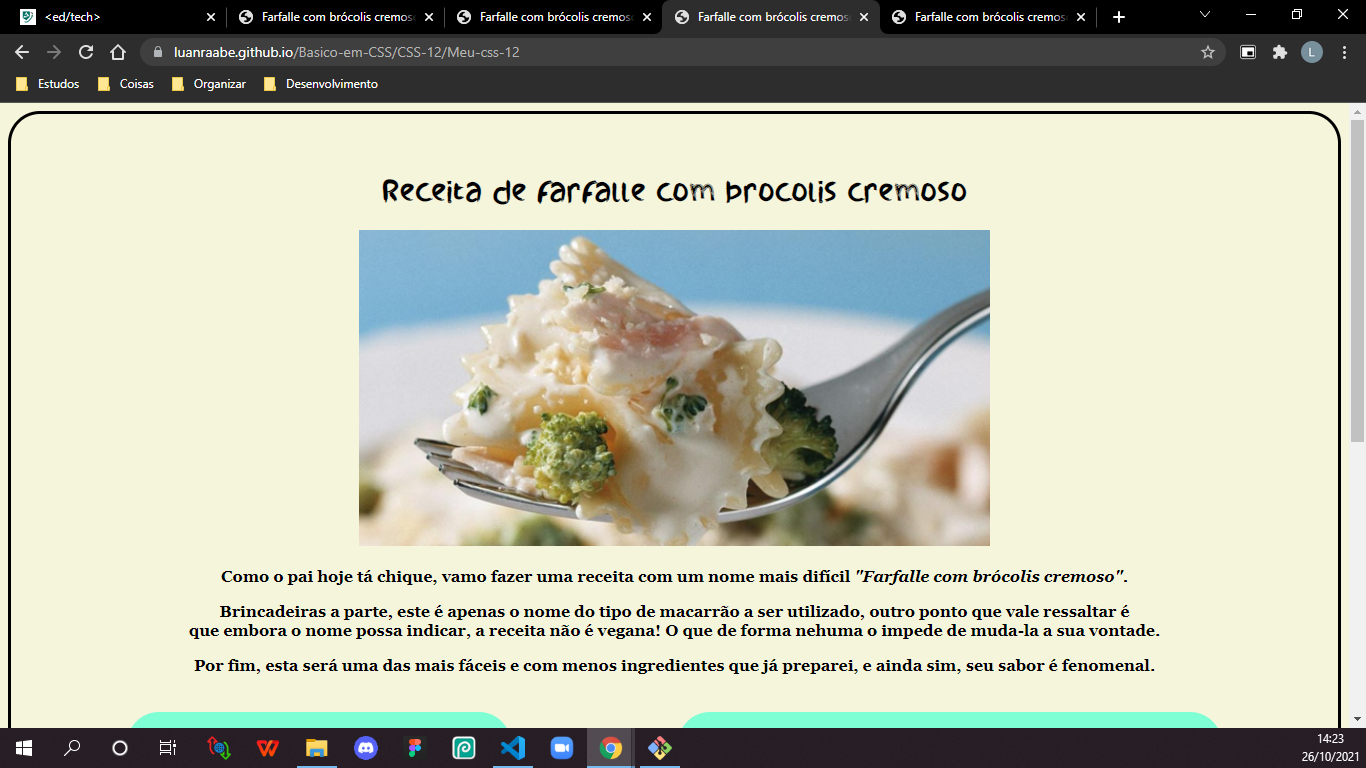 <ed/tech>
Farfalle com brócolis cremos
Farfalle com brócolis cremoso
Farfalle com brócolis cremoso
Farfalle com brócolis cremos
luanraabe.github.io/Basico-em-CSS/CSS-12/Meu-css-12
L
Estudos
Coisas
Organizar
Desenvolvimento
Receita de farfalle com brocolis cremoso
Como o pai hoje tá chique, vamo fazer uma receita com um nome mais difícil "Farfalle com brócolis cremoso".
Brincadeiras a parte, este é apenas o nome do tipo de macarrão a ser utilizado, outro ponto que vale ressaltar é
que embora o nome possa indicar, a receita não é vegana! O que de forma nehuma o impede de muda-la a sua vontade.
Por fim, esta será uma das mais fáceis e com menos ingredientes que já preparei, e ainda sim, seu sabor é fenomenal.
14:23
26/10/2021